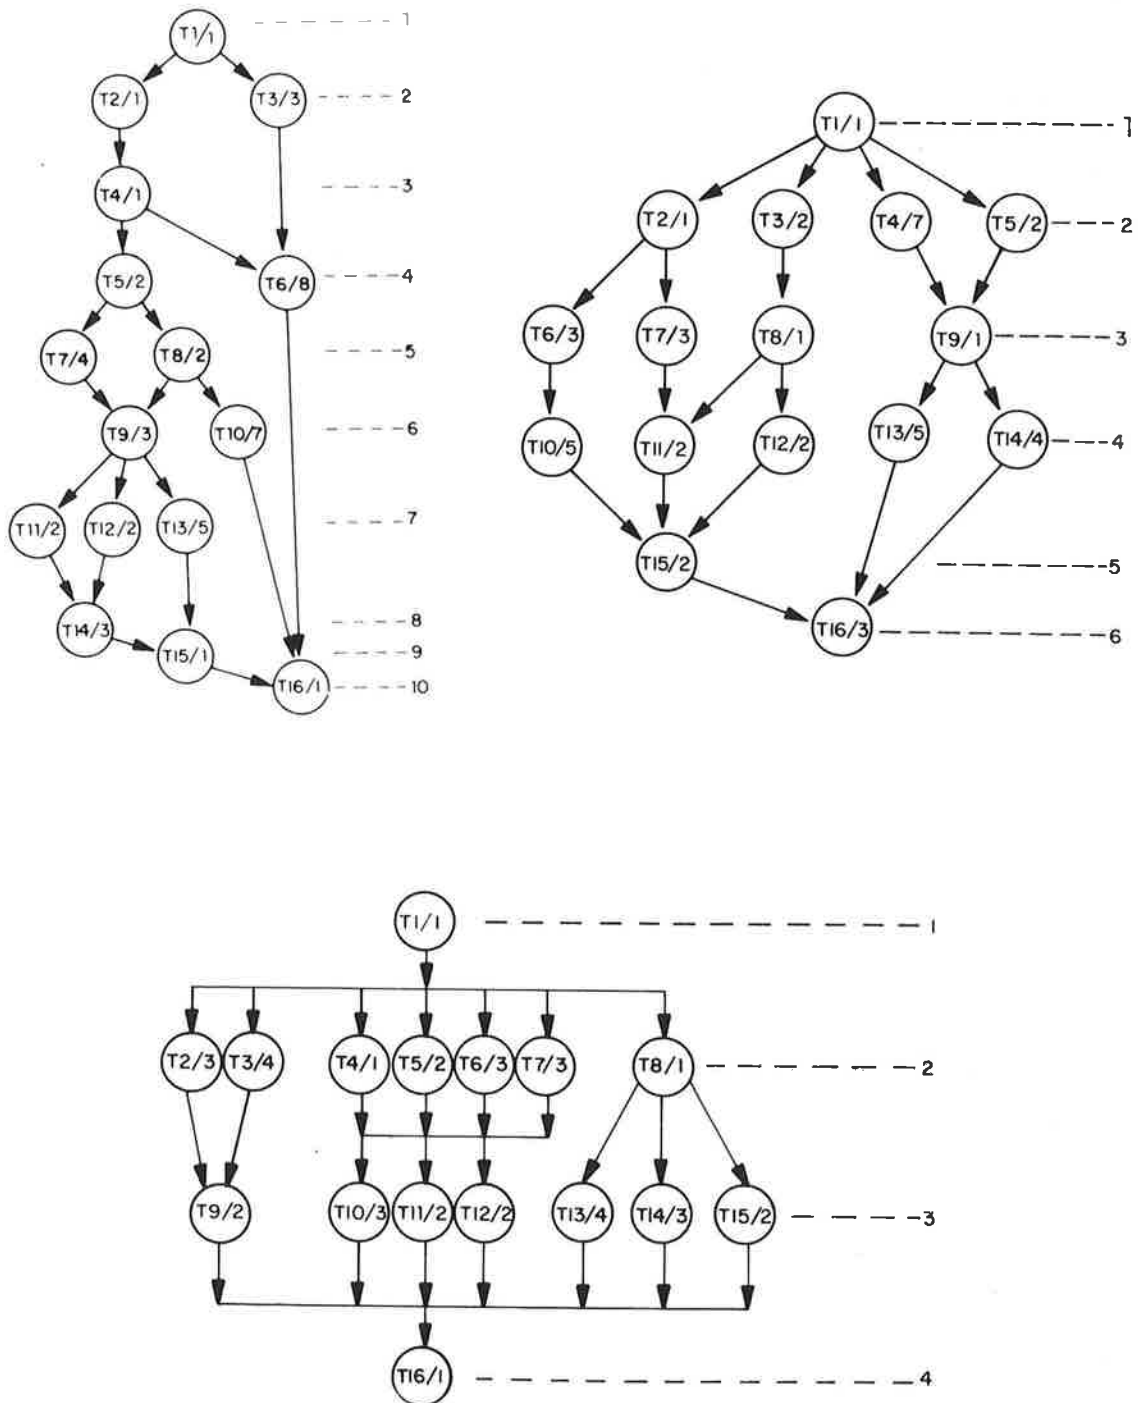 T1/1 1
T2/1 T3/3 2
T4/1 3
T5/2 T6/8 4
T7/4 T8/2 5
T9/3 T10/7 6
T11/2 T12/2 T13/5 7
T14/3 8
T15/1 9
T16/1 10
T1/1 1
T2/1 T3/2 T4/7 T5/2 2
T6/3 T7/3 T8/1 T9/1 3
T10/5 T11/2 T12/2 T13/5 T14/4 4
T15/2 5
T16/3 6
T1/1 1
T2/3 T3/4 T4/1 T5/2 T6/3 T7/3 T8/1 2
T9/2 T10/3 T11/2 T12/2 T13/4 T14/3 T15/2 3
T16/1 4